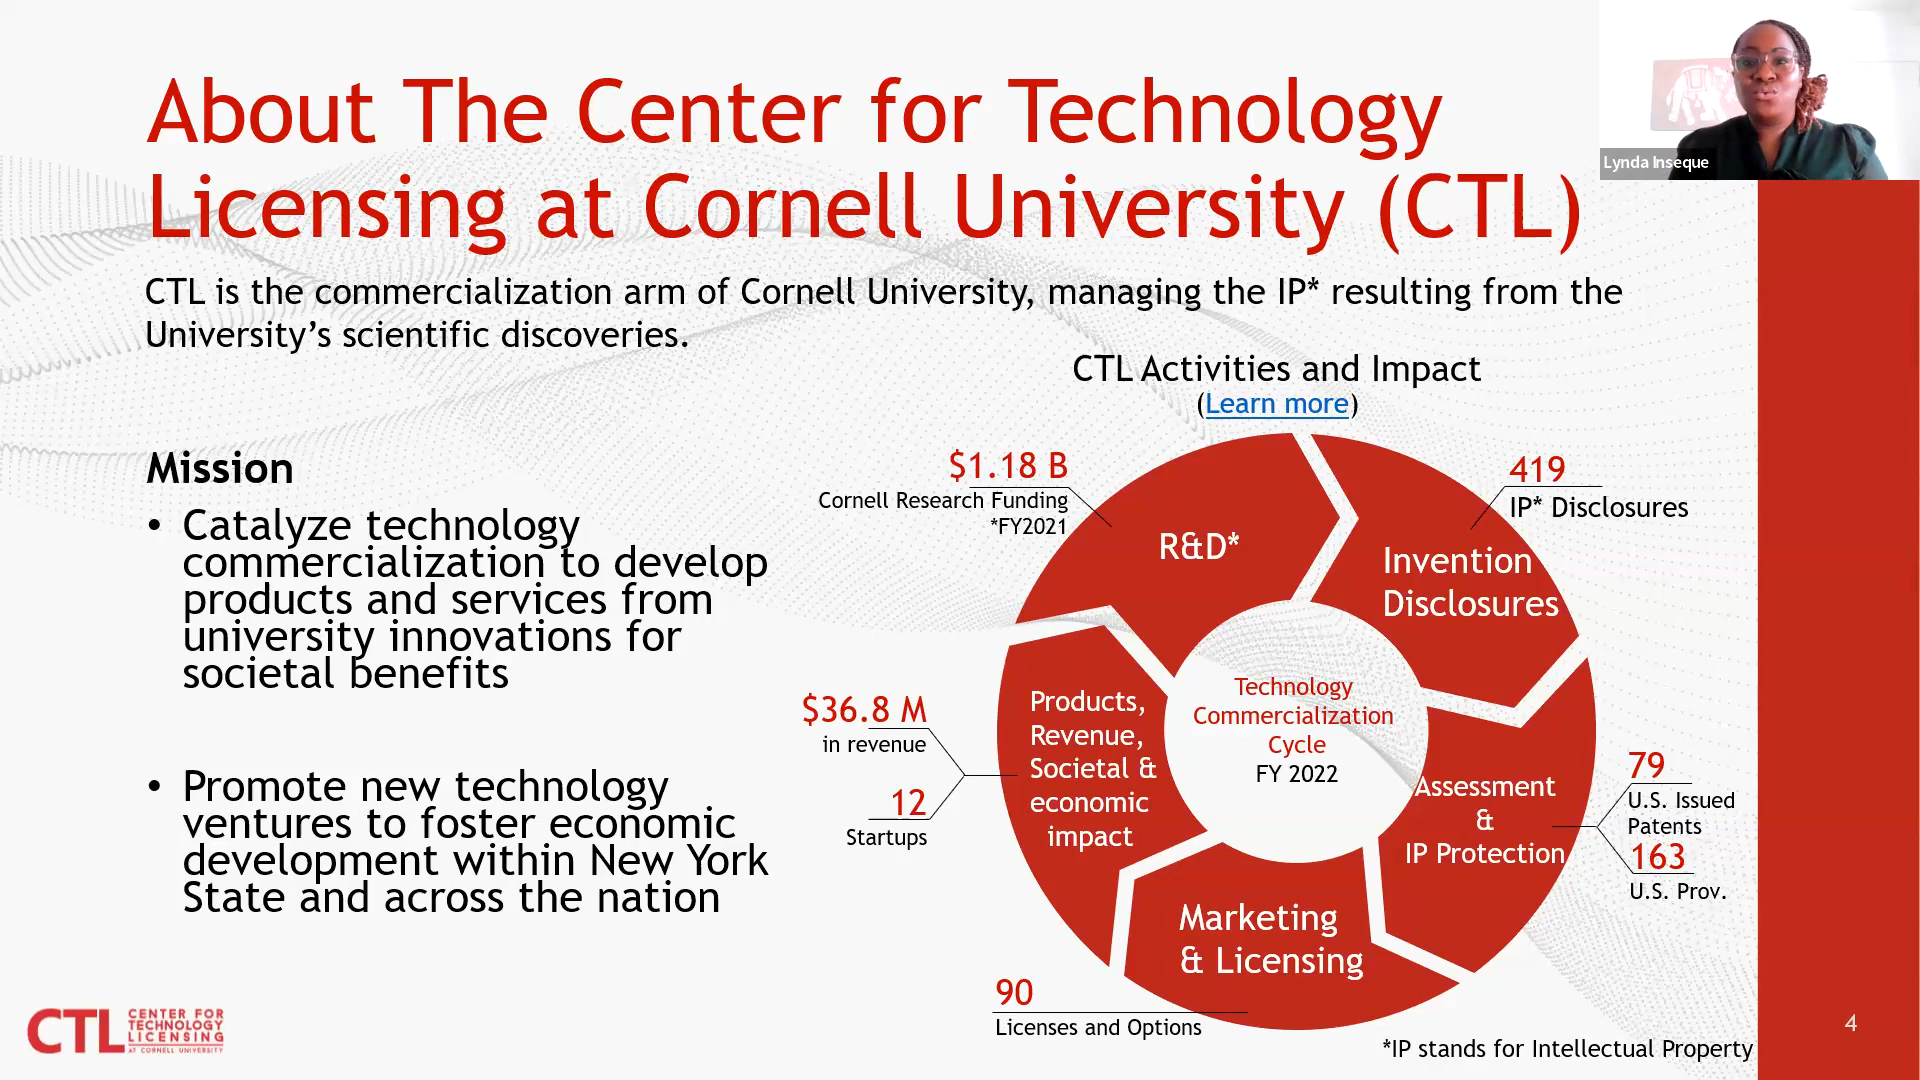 About The Center for Technology
Licensing at Cornell University (CTL)
Lynda Inseque
CTL is the commercialization arm of Cornell University, managing the IP* resulting from the
University’s scientific discoveries.
CTL Activities and Impact
(Learn more)
Mission
• Catalyze technology
commercialization to develop
products and services from
university innovations for
societal benefits
• Promote new technology
ventures to foster economic
development within New York
State and across the nation
$1.18 B
Cornell Research Funding
*FY2021
R&D*
419
IP* Disclosures
Invention
Disclosures
Technology
Commercialization
Cycle
FY 2022
Assessment
&
IP Protection
79
U.S. Issued
Patents
163
U.S. Prov.
Marketing
& Licensing
90
Licenses and Options
Products,
Revenue,
Societal &
economic
impact
$36.8 M
in revenue
12
Startups
CTL CENTER FOR
TECHNOLOGY
LICENSING
AT CORNELL UNIVERSITY
*IP stands for Intellectual Property
4